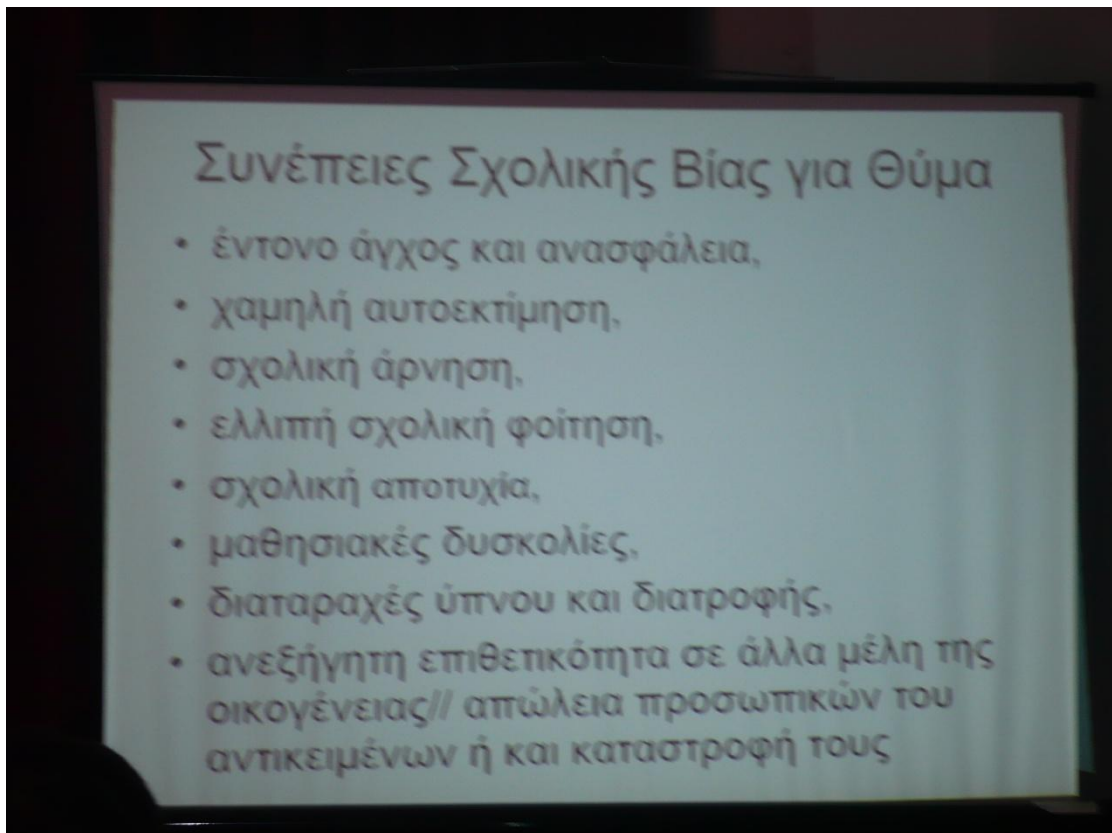 Συνέπειες Σχολικής Βίας για Θύμα
• έντονο άγχος και ανασφάλεια,
• χαμηλή αυτοεκτίμηση,
• σχολική άρνηση,
• ελλιπή σχολική φοίτηση,
• σχολική αποτυχία,
• μαθησιακές δυσκολίες,
• διαταραχές ύπνου και διατροφής,
• ανεξήγητη επιθετικότητα σε άλλα μέλη της
οικογένειας// απώλεια προσωπικών του
αντικειμένων ή και καταστροφή τους